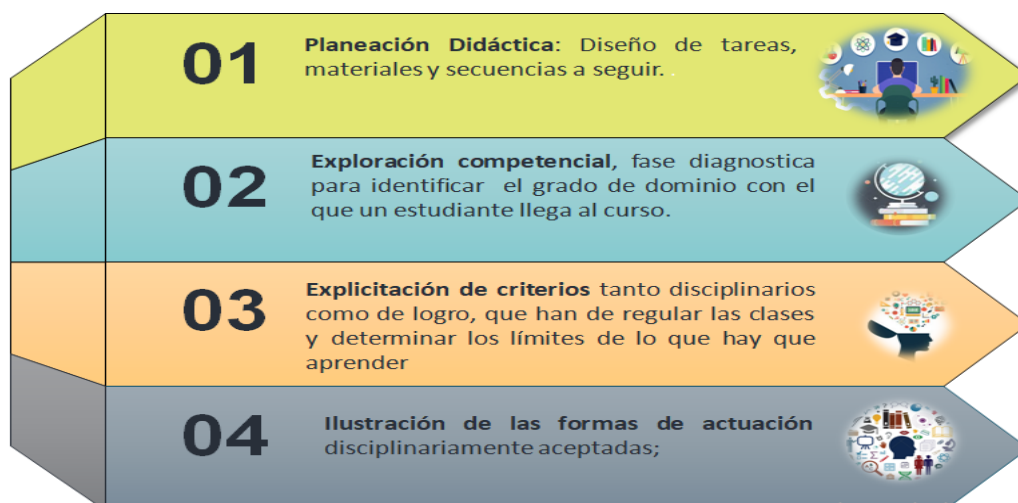 01
Planeación Didáctica: Diseño de tareas,
materiales y secuencias a seguir.
02
Exploración competencial, fase diagnostica
para identificar el grado de dominio con el
que un estudiante llega al curso.
03
Explicitación de criterios tanto disciplinarios
como de logro, que han de regular las clases
y determinar los límites de lo que hay que
aprender
04
Ilustración de las formas de actuación
disciplinariamente aceptadas;